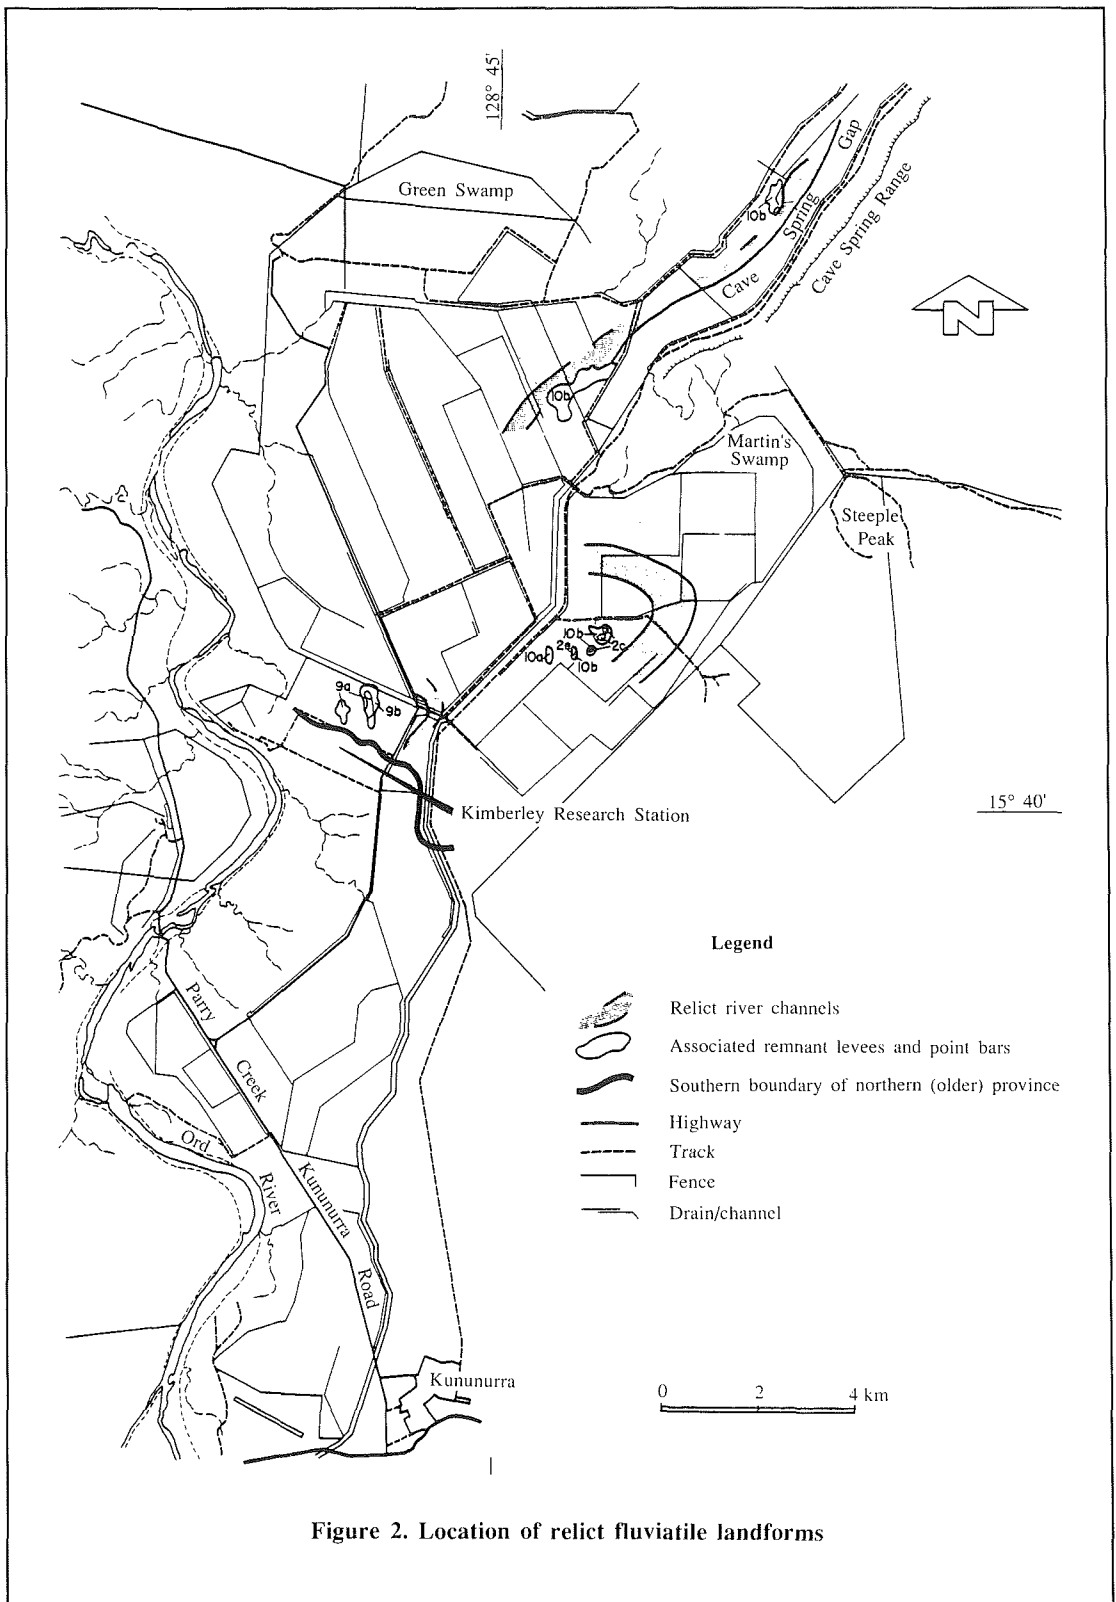 128° 45'
Green Swamp
Gap
Spring
Cave
Cave Spring Range
10b
N
10b
Martin's
Swamp
Steeple
Peak
10b
2e
2c
10a
10b
9a
9b
Kimberley Research Station
15° 40'
Parry
Creek
Ord
River
Kununurra
Road
Kununurra
Legend
Relict river channels
Associated remnant levees and point bars
Southern boundary of northern (older) province
Highway
Track
Fence
Drain/channel
0 2 4 km
Figure 2. Location of relict fluviatile landforms